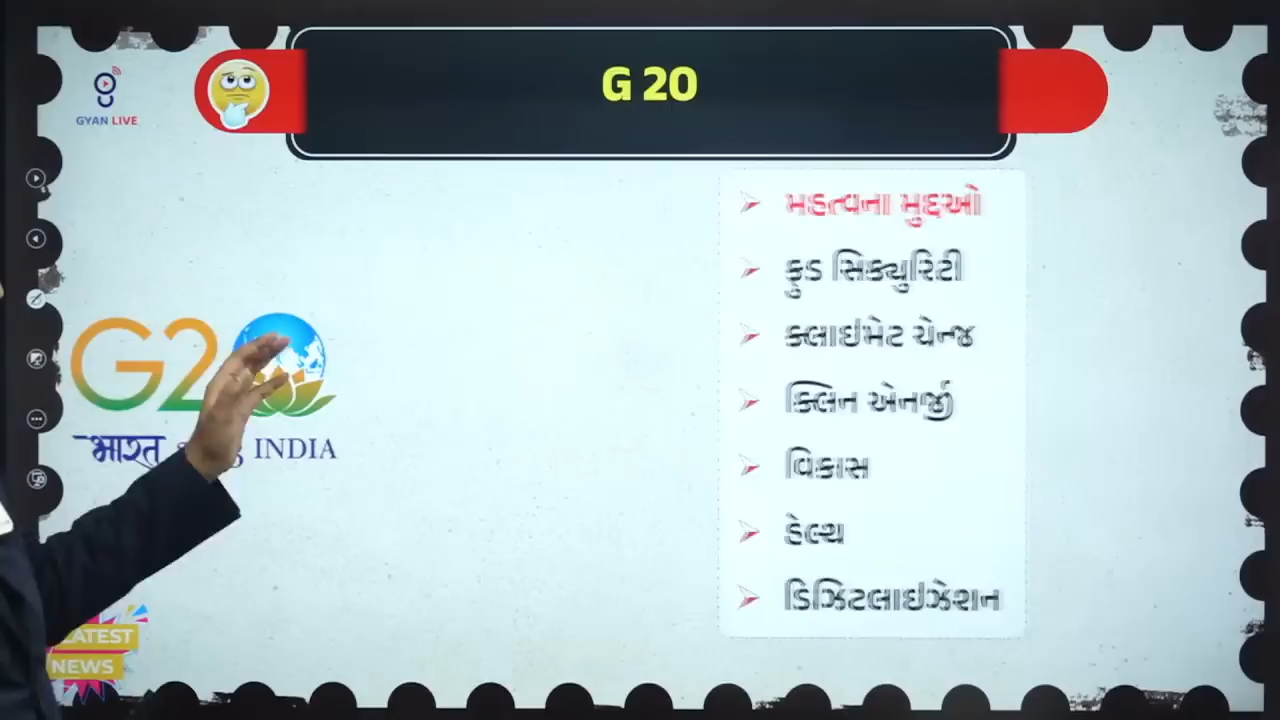 G 20
GYAN LIVE
મહત્વના મુદ્દાઓ
ફુડ સિક્યુરિટી
ક્લાઇમેટ ચેન્જ
ક્લિન એનર્જી
વિકાસ
હેલ્થ
ડિઝિટલાઇઝેશન
G20
भारत INDIA
LATEST
NEWS